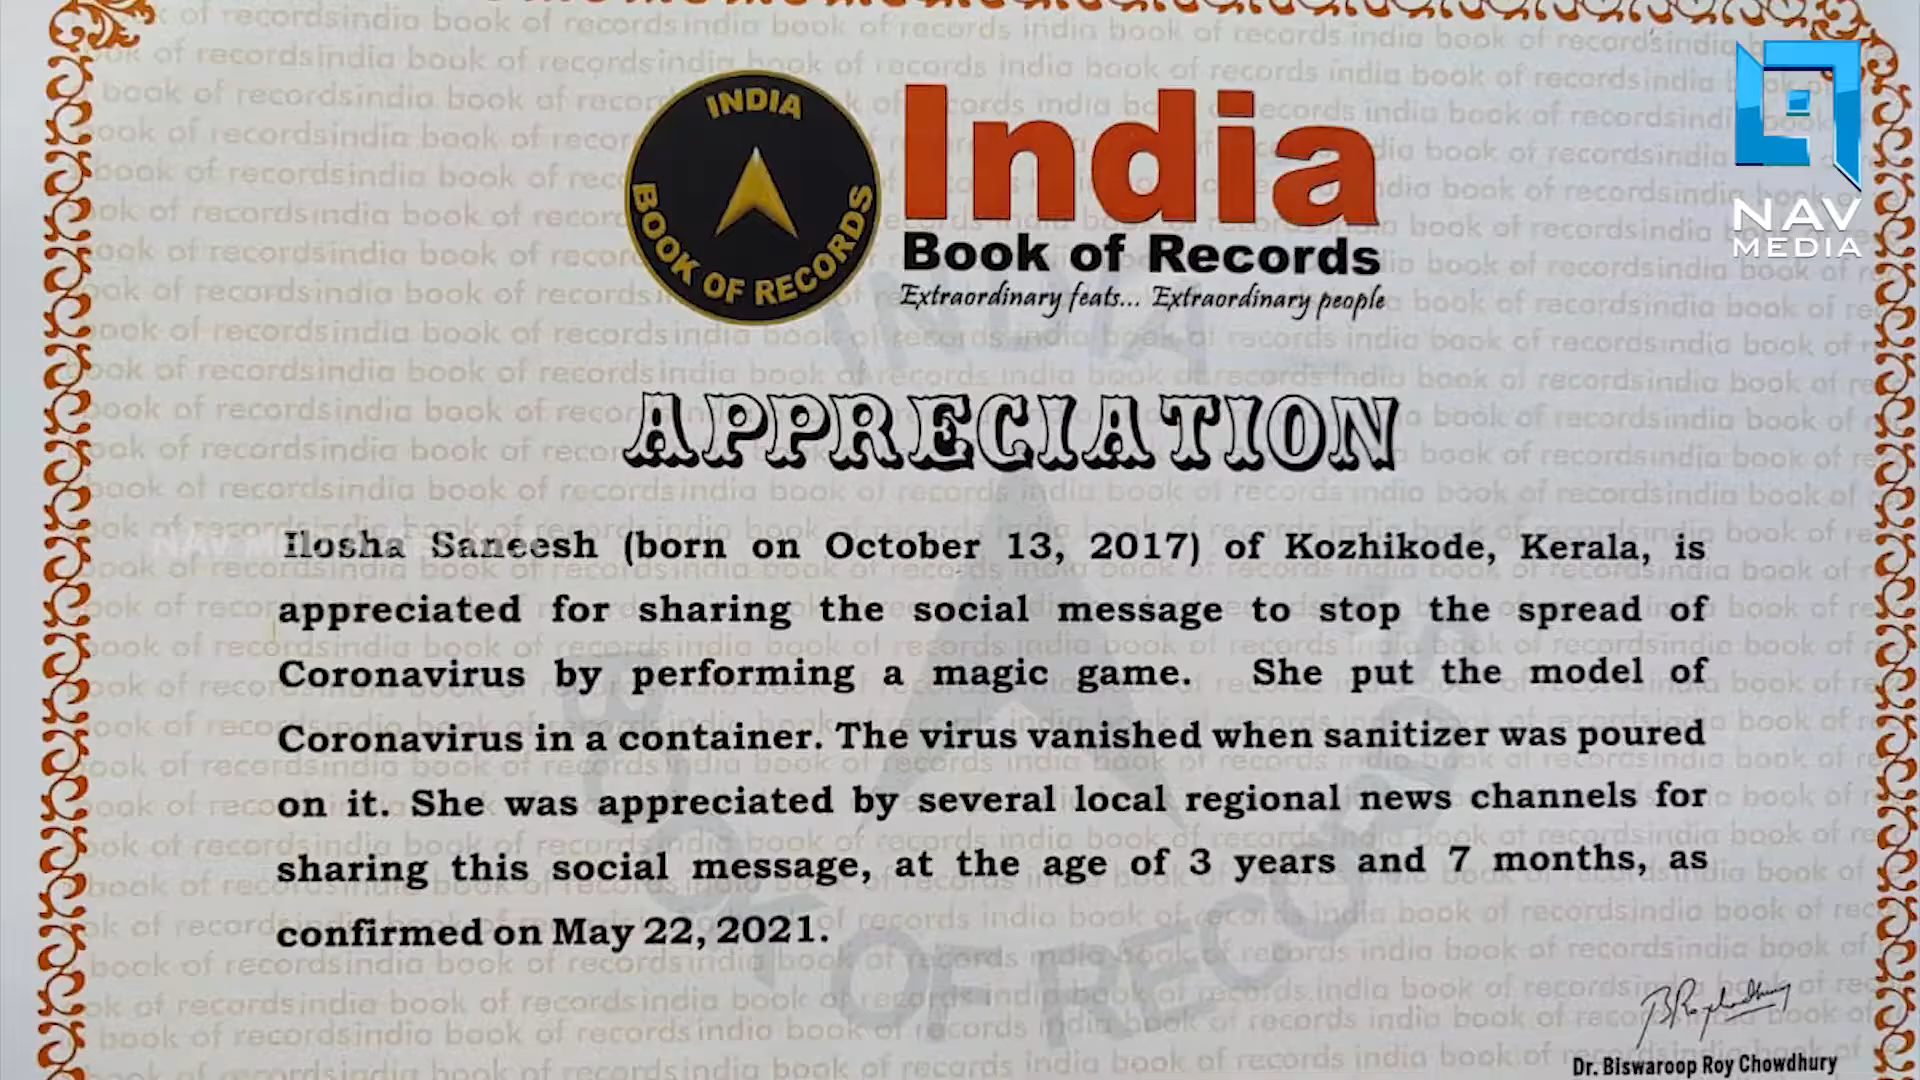 INDIA
BOOK OF RECORDS
India
Book of Records
Extraordinary feats... Extraordinary people
NAV
MEDIA
APPRECIATION
Ilosha Saneesh (born on October 13, 2017) of Kozhikode, Kerala, is
appreciated for sharing the social message to stop the spread of
Coronavirus by performing a magic game. She put the model of
Coronavirus in a container. The virus vanished when sanitizer was poured
on it. She was appreciated by several local regional news channels for
sharing this social message, at the age of 3 years and 7 months, as
confirmed on May 22, 2021.
Dr. Biswaroop Roy Chowdhury